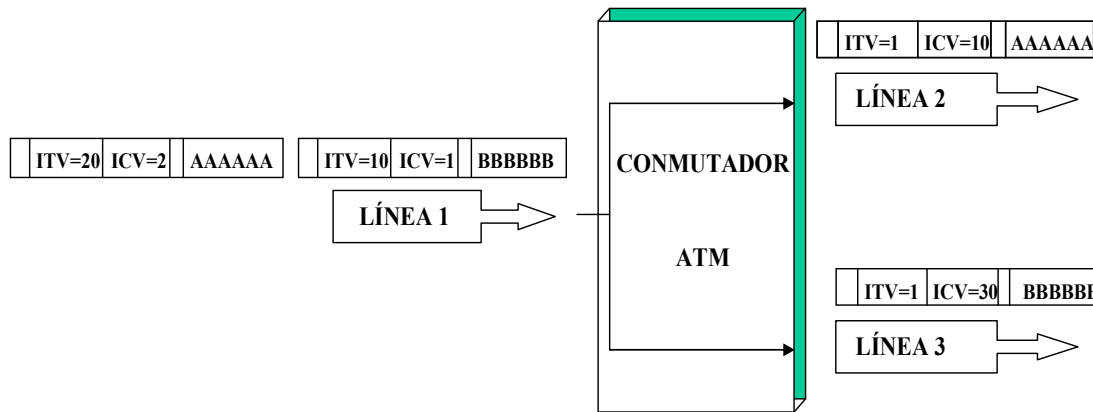 ITV=1 ICV=10 AAAAAA
LÍNEA 2
ITV=20 ICV=2 AAAAAA
ITV=10 ICV=1 BBBBBB
LÍNEA 1
CONMUTADOR
ATM
ITV=1 ICV=30 BBBBBB
LÍNEA 3